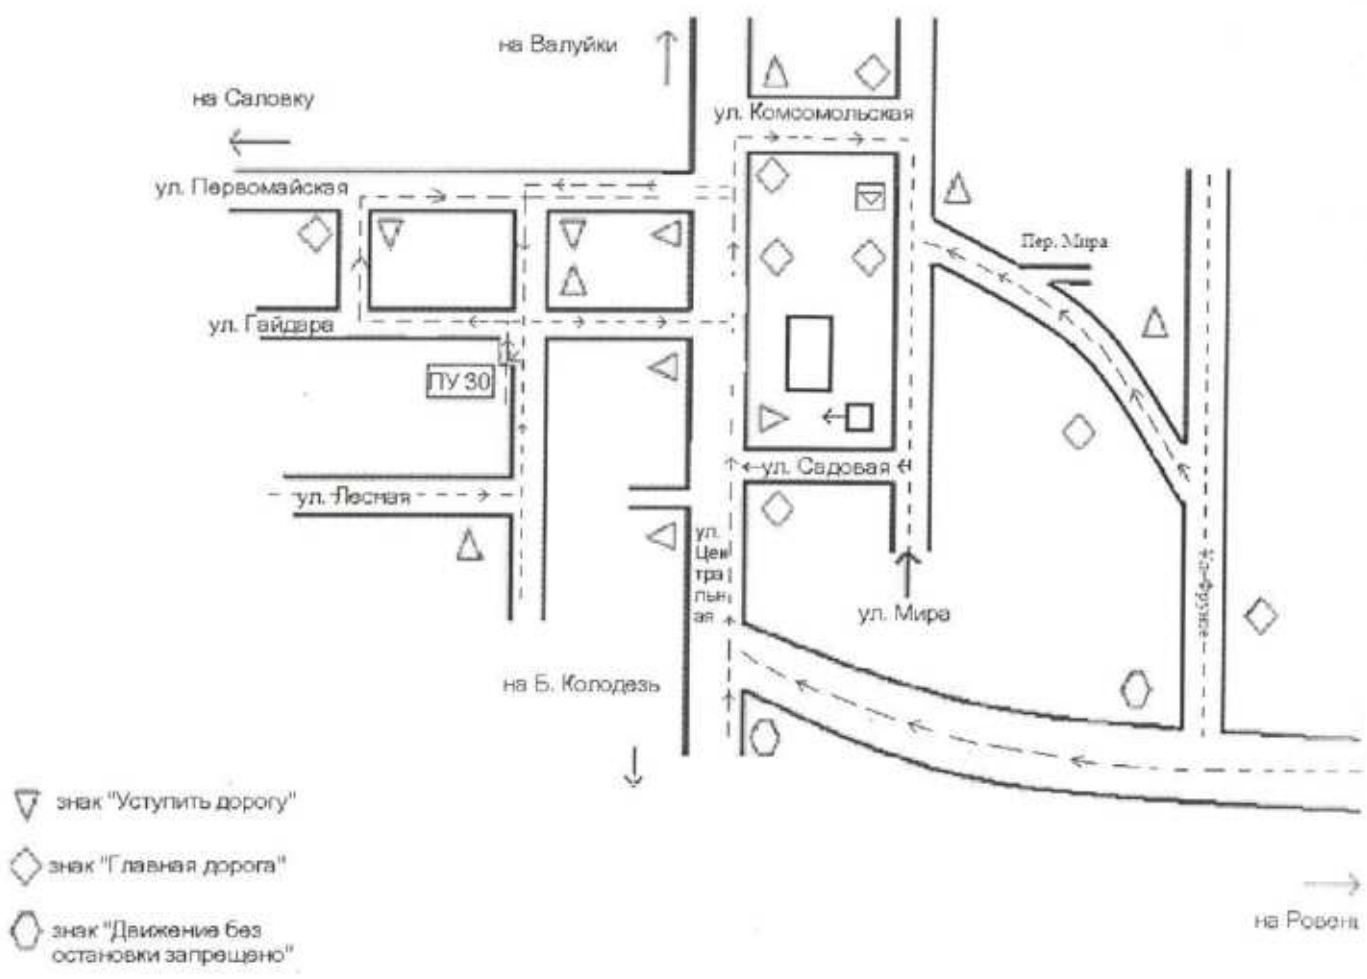 на Валуйки
на Саловку
ул. Комсомольская
ул. Первомайская
Пер. Мира
ул. Гайдара
ПУ 30
ул. Садовая
ул. Лесная
ул.
Цен
тра
льн
ая
ул. Мира
на Б. Колодезь
знак "Уступить дорогу"
знак "Главная дорога"
знак "Движение без
остановки запрещено"
на Ровень